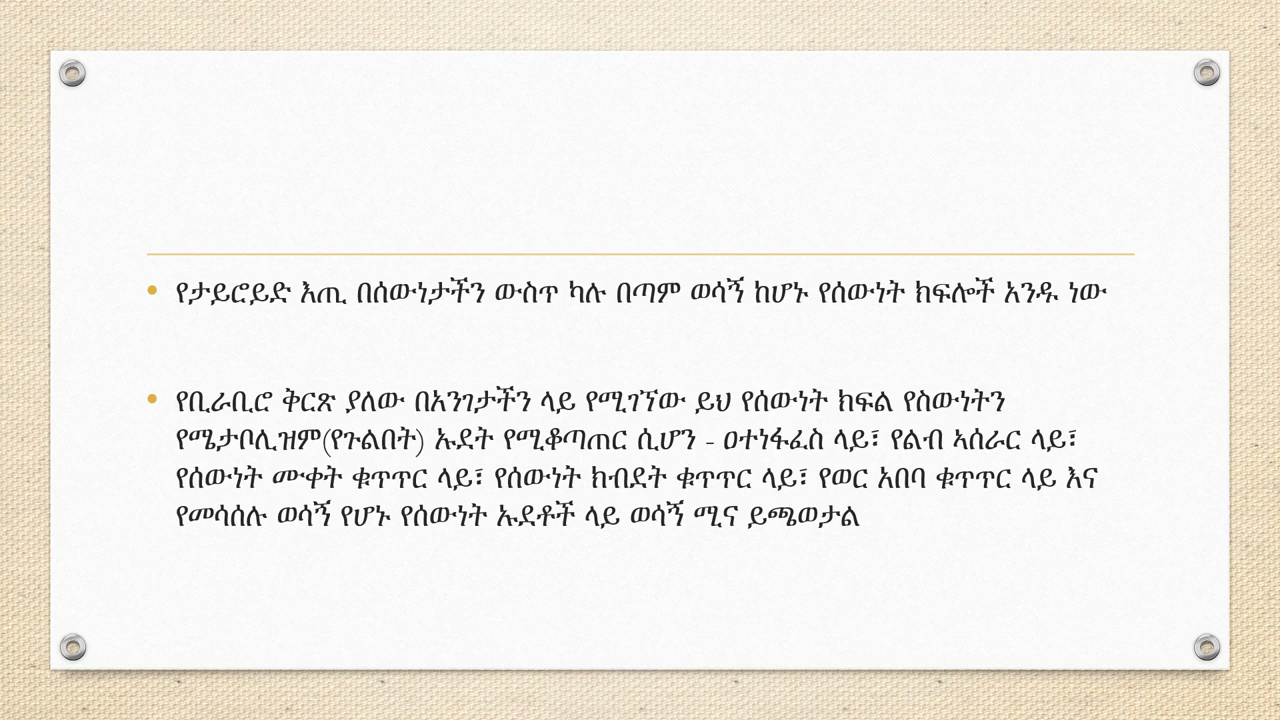 • የታይሮይድ እጢ በሰውነታችን ውስጥ ካሉ በጣም ወሳኝ ከሆኑ የሰውነት ክፍሎች አንዱ ነው
• የቢራቢሮ ቅርጽ ያለው በአንገታችን ላይ የሚገኘው ይህ የሰውነት ክፍል የስውነትን
የሜታቦሊዝም(የጉልበት) ኡደት የሚቆጣጠር ሲሆን - ዐተነፋፈስ ላይ፣ የልብ ኣሰራር ላይ፣
የሰውነት ሙቀት ቁጥጥር ላይ፣ የሰውነት ክብደት ቁጥጥር ላይ፣ የወር አበባ ቁጥጥር ላይ እና
የመሳሰሉ ወሳኝ የሆኑ የሰውነት ኡደቶች ላይ ወሳኝ ሚና ይጫወታል